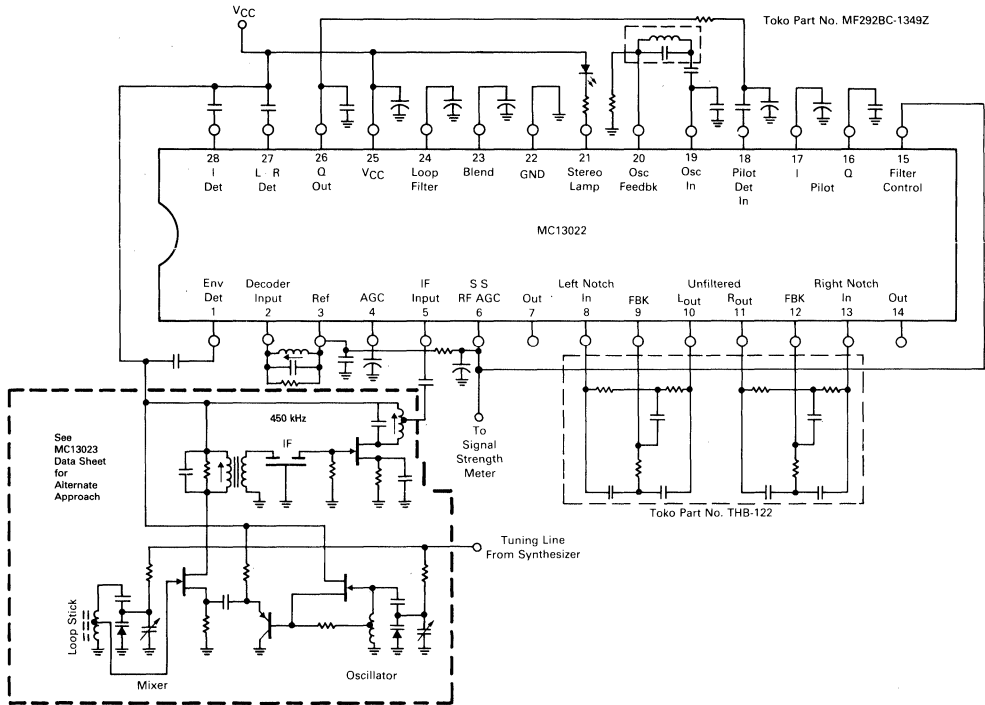 VCC
Toko Part No. MF292BC-1349Z
28
I
Det
27
L - R
Det
26
Q
Out
25
VCC
24
Loop
Filter
23
Blend
22
GND
21
Stereo
Lamp
20
Osc
Feedbk
19
Osc
In
18
Pilot
Det
In
17
I
Pilot
16
Q
15
Filter
Control
MC13022
Env
Det
1
Decoder
Input
2
Ref
3
AGC
4
IF
Input
5
S S
RF AGC
6
Out
7
Left Notch
In
8
FBK
9
Unfiltered
Lout
10
Rout
11
FBK
12
Right Notch
In
13
Out
14
See
MC13023
Data Sheet
for
Alternate
Approach
450 kHz
IF
To
Signal
Strength
Meter
Toko Part No. THB-122
Tuning Line
From Synthesizer
Loop Stick
Mixer
Oscillator